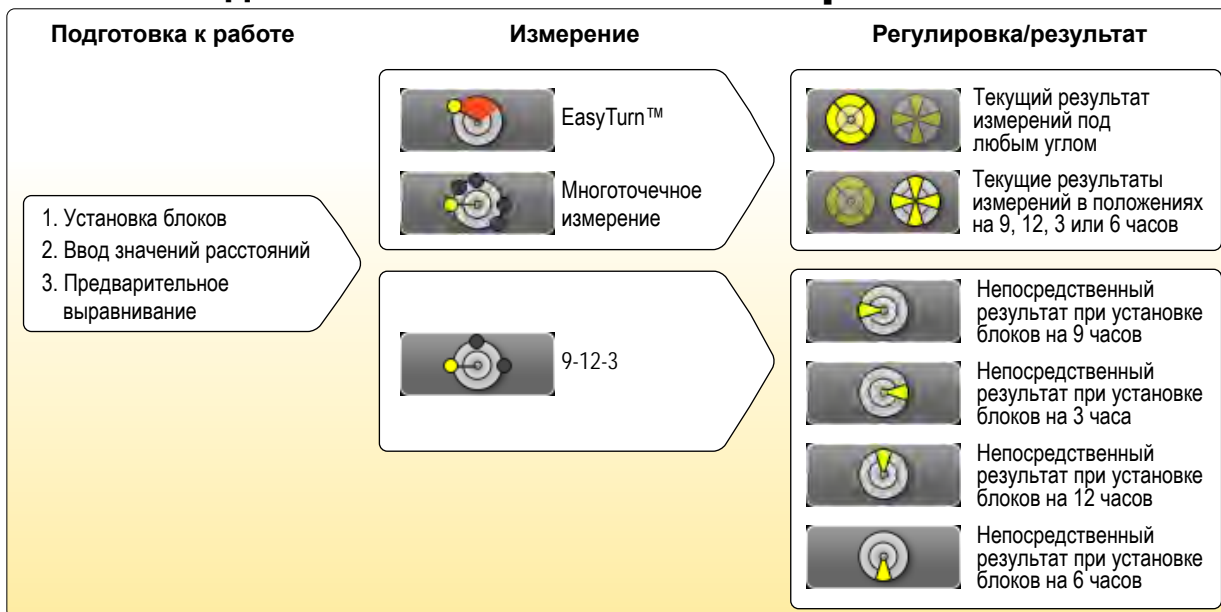 Подготовка к работе
Измерение
Регулировка/результат
1. Установка блоков
2. Ввод значений расстояний
3. Предварительное
выравнивание
EasyTurn™
Многоточечное
измерение
Текущий результат
измерений под
любым углом
Текущие результаты
измерений в положениях
на 9, 12, 3 или 6 часов
9-12-3
Непосредственный
результат при установке
блоков на 9 часов
Непосредственный
результат при установке
блоков на 3 часа
Непосредственный
результат при установке
блоков на 12 часов
Непосредственный
результат при установке
блоков на 6 часов